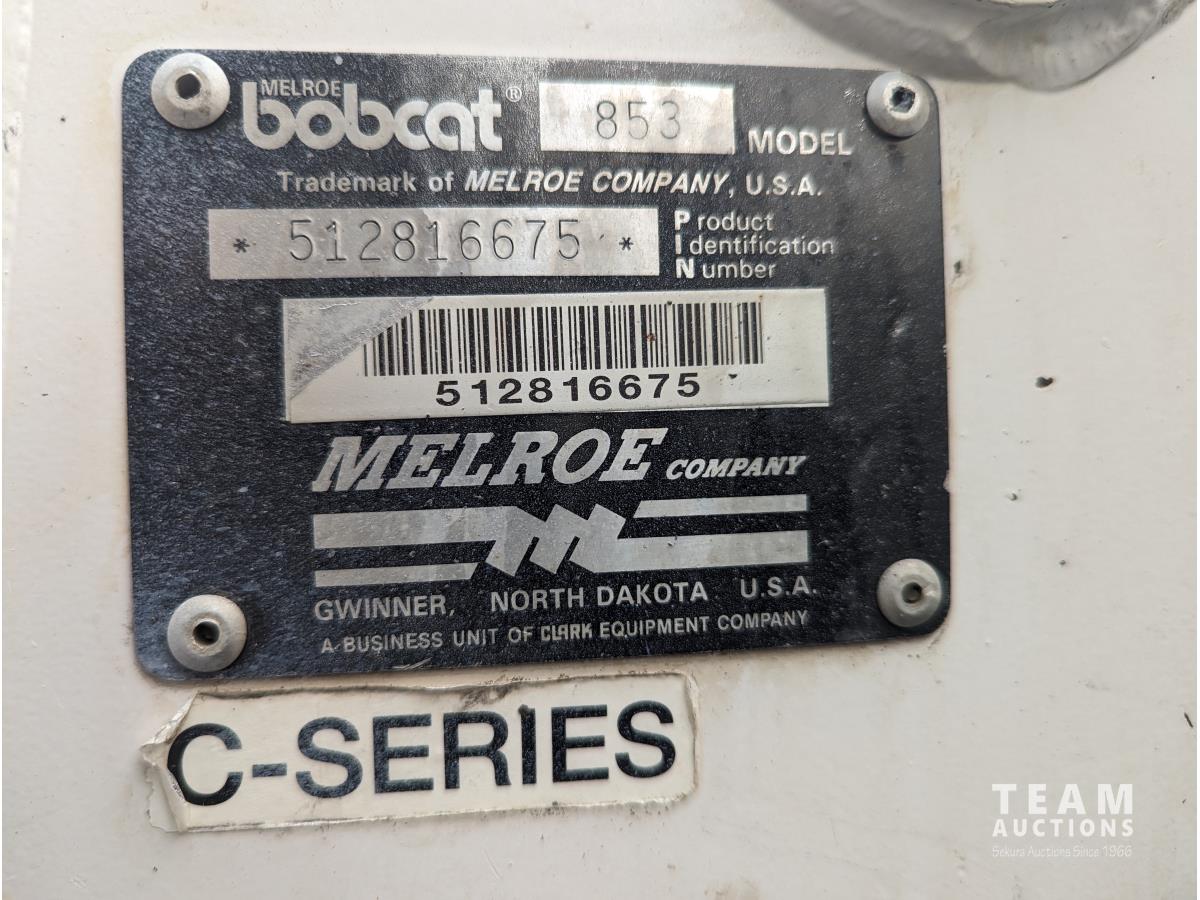 MELROE
bobcat® 853 MODEL
Trademark of MELROE COMPANY, U.S.A.
* 512816675 * Product
Identification
Number
512816675
MELROE COMPANY
GWINNER, NORTH DAKOTA U.S.A.
A BUSINESS UNIT OF CLARK EQUIPMENT COMPANY
C-SERIES
TEAM
AUCTIONS
Sekura Auctions Since 1966